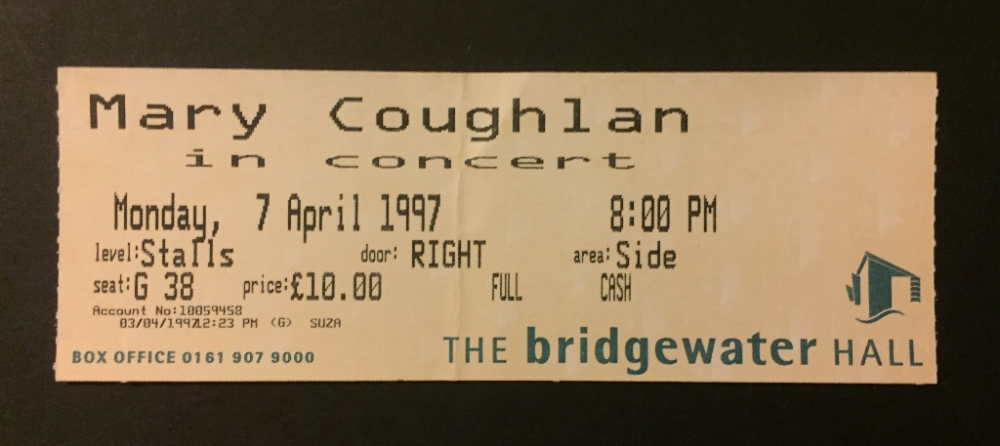 Mary Coughlan
in concert
Monday, 7 April 1997 8:00 PM
level:Stalls door: RIGHT area: Side
seat:G 38 price:£10.00 FULL CASH
Account No:10059458
03/04/199712:23 PM (G) SUZA
BOX OFFICE 0161 907 9000 THE bridgewater HALL